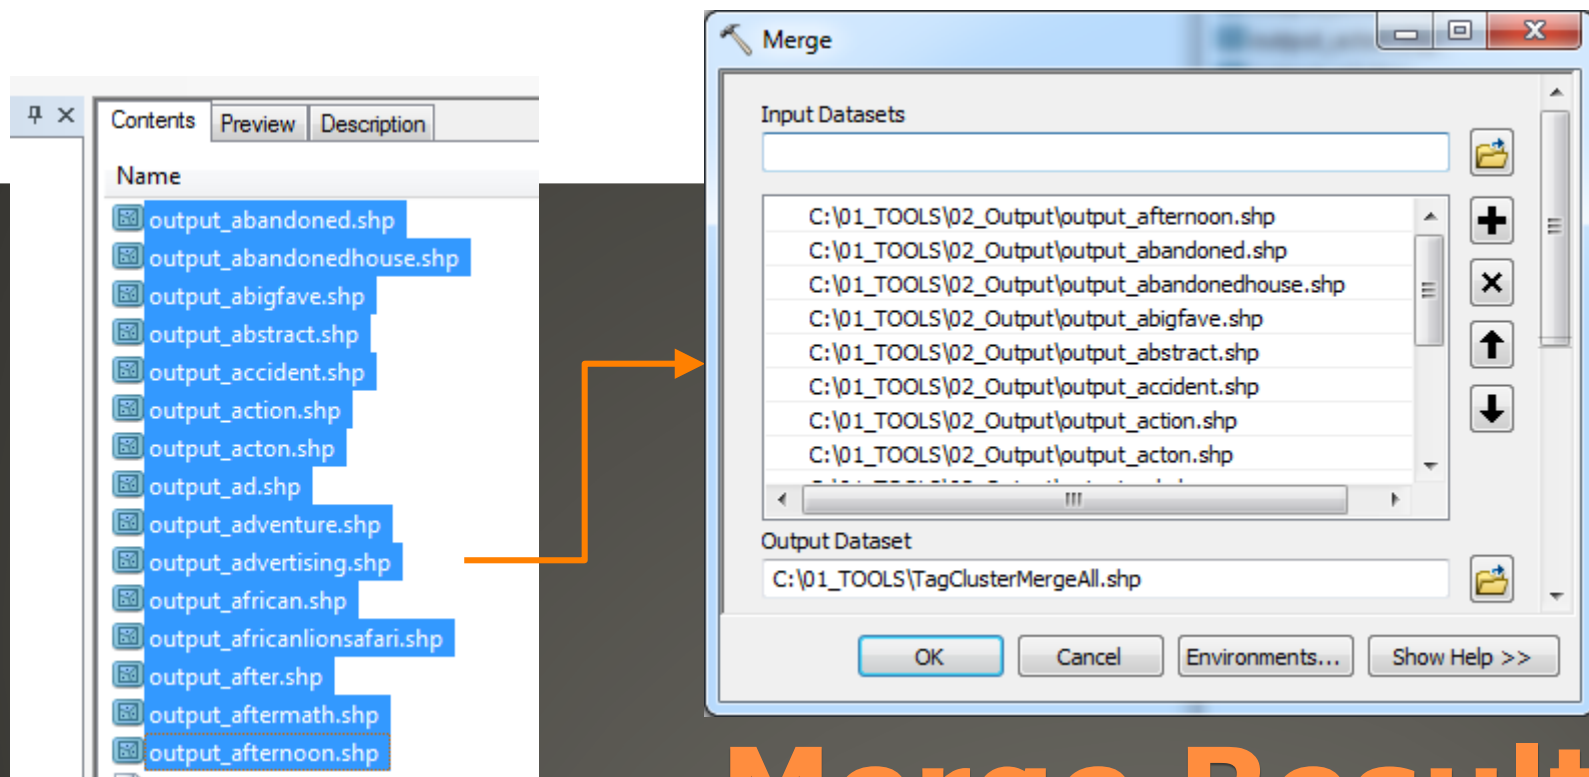 Contents Preview Description
Name
output_abandoned.shp
output_abandonedhouse.shp
output_abigfave.shp
output_abstract.shp
output_accident.shp
output_action.shp
output_acton.shp
output_ad.shp
output_adventure.shp
output_advertising.shp
output_african.shp
output_africanlionsafari.shp
output_after.shp
output_aftermath.shp
output_afternoon.shp
Merge
Input Datasets
C:\01_TOOLS\02_Output\output_afternoon.shp
C:\01_TOOLS\02_Output\output_abandoned.shp
C:\01_TOOLS\02_Output\output_abandonedhouse.shp
C:\01_TOOLS\02_Output\output_abigfave.shp
C:\01_TOOLS\02_Output\output_abstract.shp
C:\01_TOOLS\02_Output\output_accident.shp
C:\01_TOOLS\02_Output\output_action.shp
C:\01_TOOLS\02_Output\output_acton.shp
Output Dataset
C:\01_TOOLS\TagClusterMergeAll.shp
OK Cancel Environments... Show Help >>
Merge Result